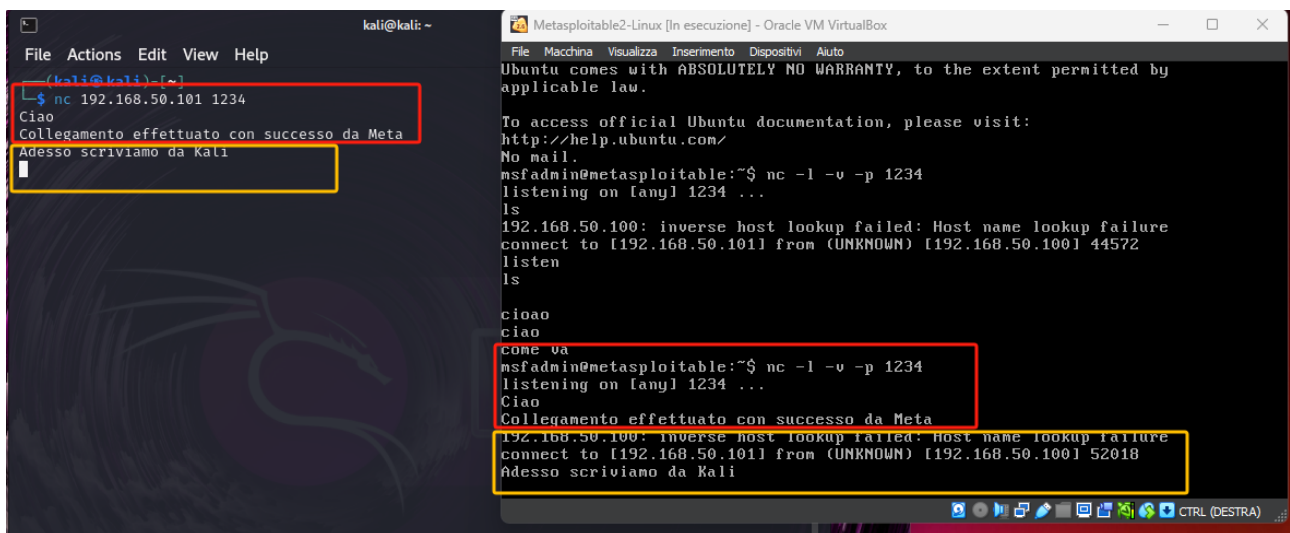 kali@kali: ~
File Actions Edit View Help
(kali㉿kali)-[~]
$ nc 192.168.50.101 1234
Ciao
Collegamento effettuato con successo da Meta
Adesso scriviamo da Kali
Metasploitable2-Linux [In esecuzione] - Oracle VM VirtualBox
File Macchina Visualizza Inserimento Dispositivi Aiuto
Ubuntu comes with ABSOLUTELY NO WARRANTY, to the extent permitted by
applicable law.
To access official Ubuntu documentation, please visit:
http://help.ubuntu.com/
No mail.
msfadmin@metasploitable:~$ nc -l -v -p 1234
listening on [any] 1234 ...
ls
192.168.50.100: inverse host lookup failed: Host name lookup failure
connect to [192.168.50.101] from (UNKNOWN) [192.168.50.100] 44572
listen
ls
cioao
ciao
come va
msfadmin@metasploitable:~$ nc -l -v -p 1234
listening on [any] 1234 ...
Ciao
Collegamento effettuato con successo da Meta
192.168.50.100: inverse host lookup failed: Host name lookup failure
connect to [192.168.50.101] from (UNKNOWN) [192.168.50.100] 52018
Adesso scriviamo da Kali
CTRL (DESTRA)